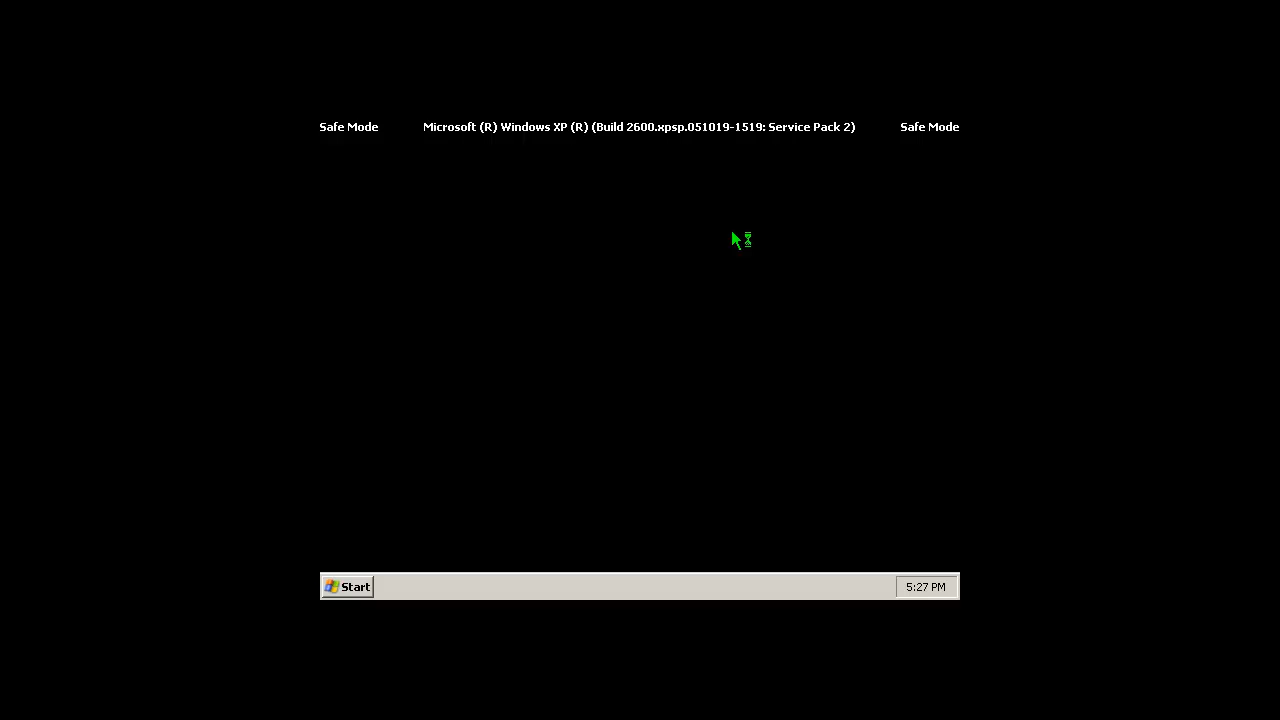 Safe Mode Microsoft (R) Windows XP (R) (Build 2600.xpsp.051019-1519: Service Pack 2) Safe Mode
Start 5:27 PM